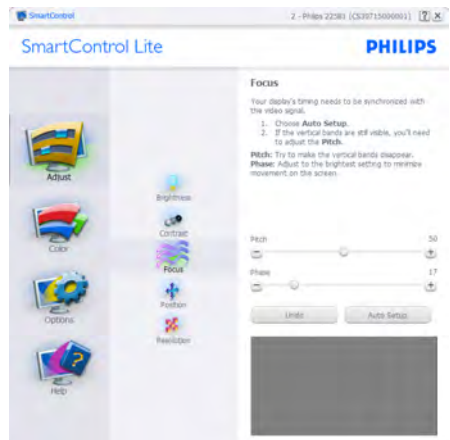 SmartControl
2 - Philips 225B1
SmartControl Lite
PHILIPS
Adjust
Color
Options
Help
Brightness
Contrast
Focus
Position
Resolution
Focus
Your display's timing needs to be synchronized with
the video signal.
1. Choose Auto Setup.
2. If the vertical bands are still visible, you'll need
to adjust the Pitch.
Pitch: Try to make the vertical bands disappear.
Phase: Adjust to the brightest setting to minimize
movement on the screen.
Pitch 50
Phase 17
Undo
Auto Setup